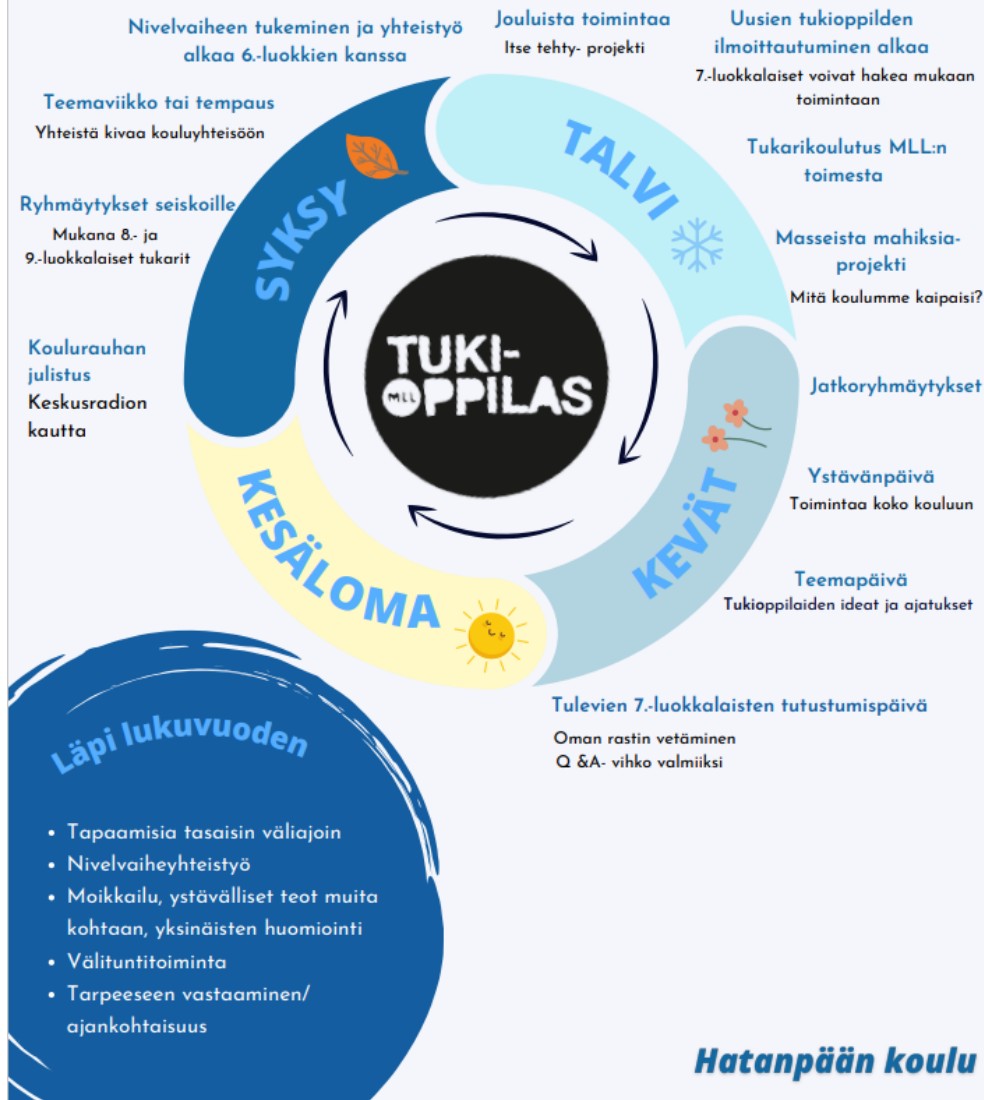 Nivelvaiheen tukeminen ja yhteistyö
alkaa 6.-luokkien kanssa
Teemaviikko tai tempaus
Yhteistä kivaa kouluyhteisöön
Ryhmäytykset seiskoille
Mukana 8.- ja
9.-luokkalaiset tukarit
Koulurauhan
julistus
Keskusradion
kautta
Jouluista toimintaa
Itse tehty- projekti
Uusien tukioppilden
ilmoittautuminen alkaa
7.-luokkalaiset voivat hakea mukaan
toimintaan
Tukarikoulutus MLL:n
toimesta
Masseista mahiksia-
projekti
Mitä koulumme kaipaisi?
Jatkoryhmäytykset
Ystävänpäivä
Toimintaa koko kouluun
Teemapäivä
Tukioppilaiden ideat ja ajatukset
Tulevien 7.-luokkalaisten tutustumispäivä
Oman rastin vetäminen
Q &A- vihko valmiiksi
SYKSY
TALVI
KEVÄT
KESÄLOMA
TUKI-
OPPILAS
MLL
Läpi lukuvuoden
• Tapaamisia tasaisin väliajoin
• Nivelvaiheyhteistyö
• Moikkailu, ystävälliset teot muita
kohtaan, yksinäisten huomiointi
• Välituntitoiminta
• Tarpeeseen vastaaminen/
ajankohtaisuus
Hatanpään koulu